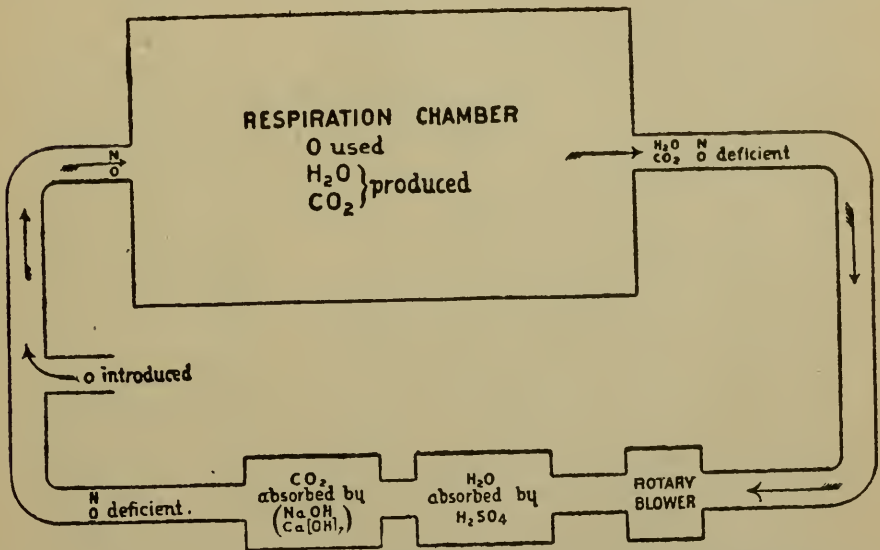 RESPIRATION CHAMBER
O used
H₂O
CO₂ } produced
N
O
H₂O N
CO₂ O deficient
O introduced
N
O deficient.
CO₂
absorbed by
(NaOH
Ca[OH]₂)
H₂O
absorbed by
H₂SO₄
ROTARY
BLOWER